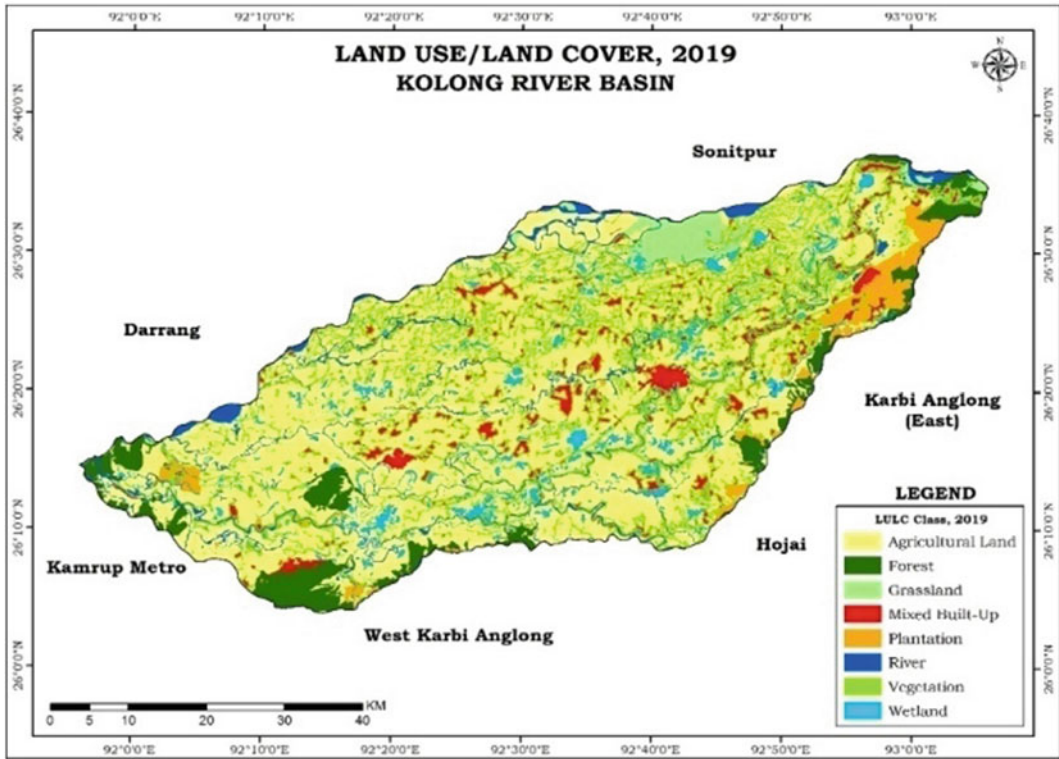 92°0'0"E 92°10'0"E 92°20'0"E 92°30'0"E 92°40'0"E 92°50'0"E 93°0'0"E
LAND USE/LAND COVER, 2019
KOLONG RIVER BASIN
N
W E
S
26°40'0"N 26°40'0"N
Sonitpur
26°30'0"N 26°30'0"N
Darrang
26°20'0"N 26°20'0"N
Karbi Anglong
(East)
LEGEND
LULC Class, 2019
Agricultural Land
Forest
Grassland
Mixed Built-Up
Plantation
River
Vegetation
Wetland
26°10'0"N 26°10'0"N
Hojai
Kamrup Metro
West Karbi Anglong
26°0'0"N 26°0'0"N
KM
0 5 10 20 30 40
92°0'0"E 92°10'0"E 92°20'0"E 92°30'0"E 92°40'0"E 92°50'0"E 93°0'0"E